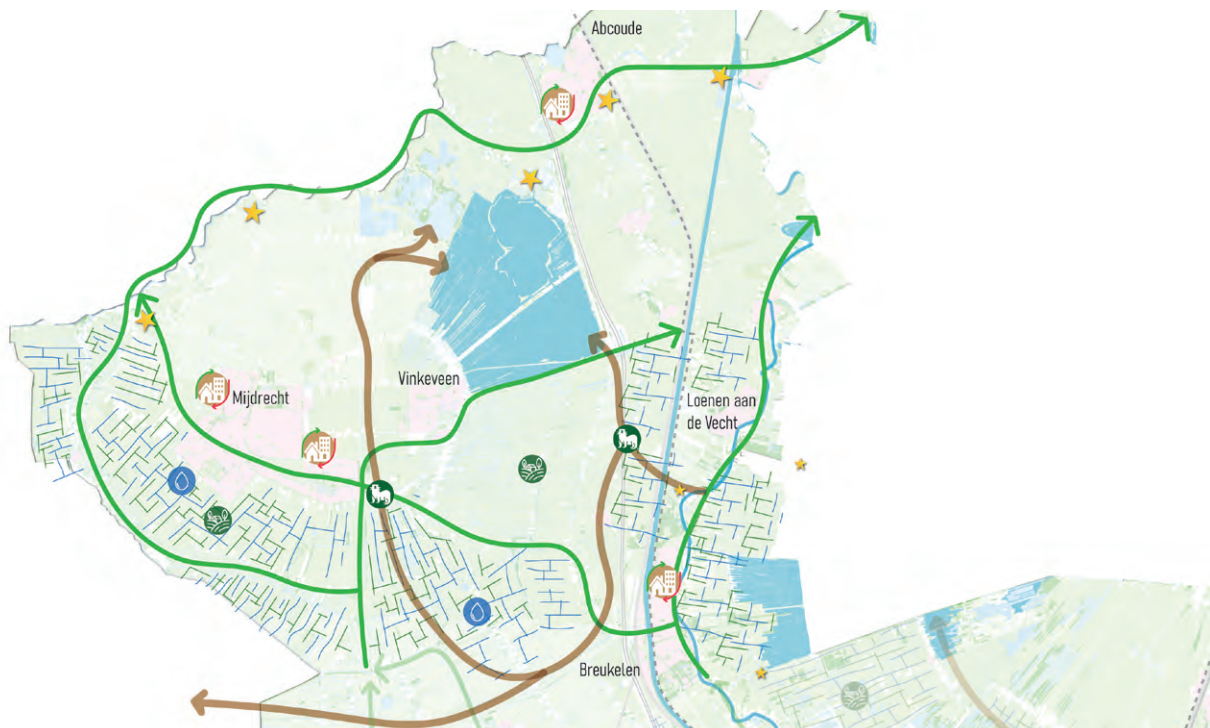 Abcoude
Vinkeveen
Mijdrecht
Loenen aan
de Vecht
Breukelen